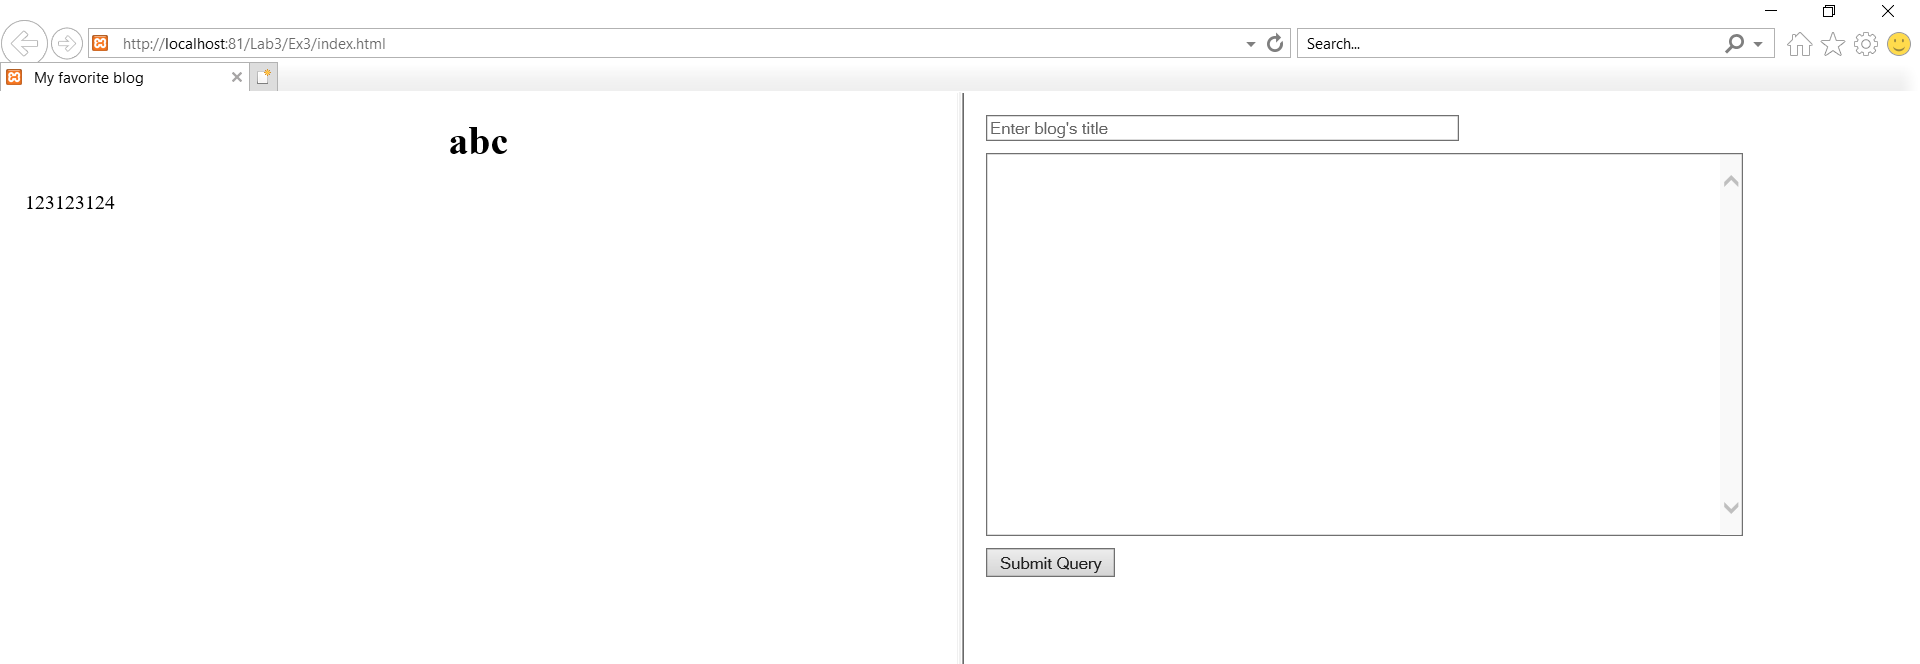 http://localhost:81/Lab3/Ex3/index.html
Search...
My favorite blog
abc
123123124
Enter blog's title
Submit Query